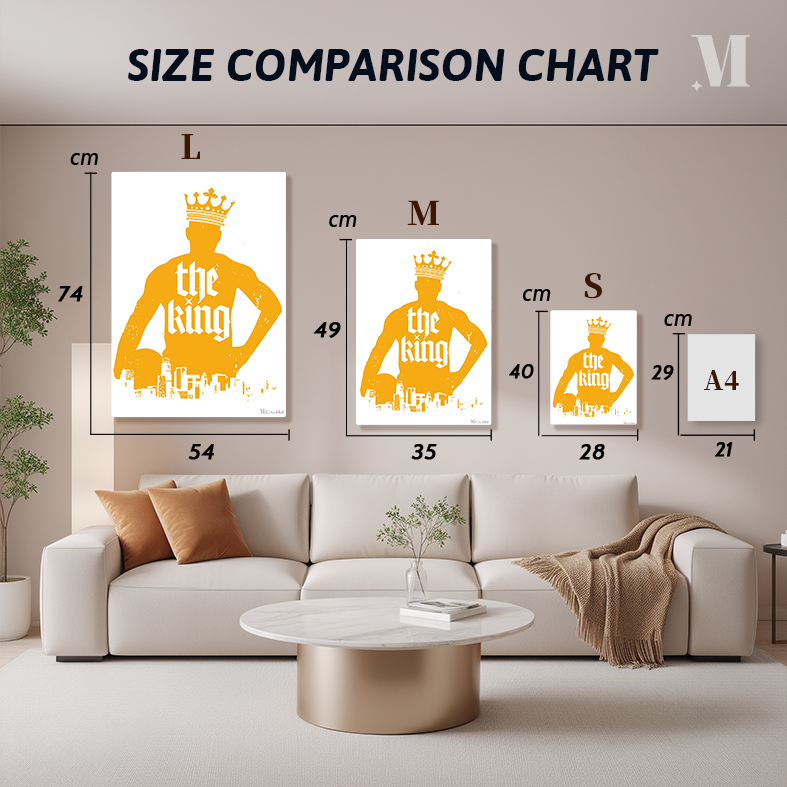 SIZE COMPARISON CHART
M
cm
L
74
54
the
king
cm
M
49
35
the
king
cm
S
40
28
the
king
cm
29
A4
21